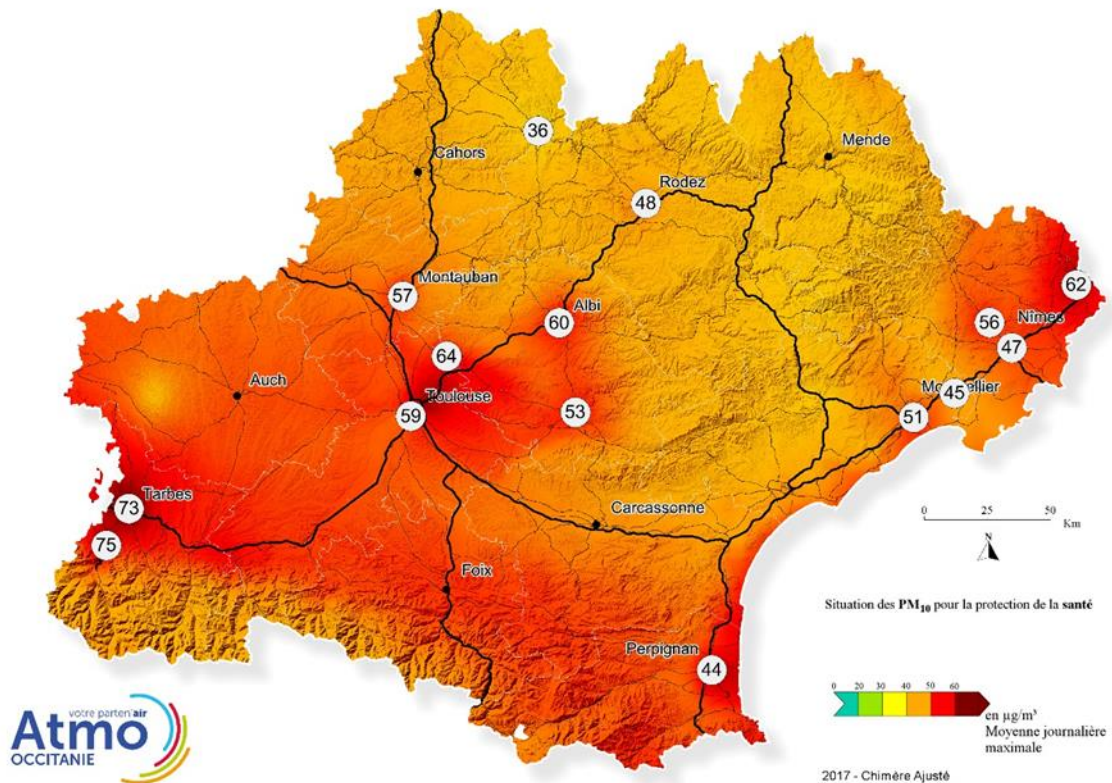 36
Cahors
Mende
Rodez
48
Montauban
57
Albi
60
62
56
Nîmes
47
64
Auch
Toulouse
59
53
45
51
Tarbes
73
75
Carcassonne
0 25 50
Km
N
Foix
Situation des PM10 pour la protection de la santé
Perpignan
44
0 20 30 40 50 60
en µg/m³
Moyenne journalière
maximale
votre parten'air
Atmo
OCCITANIE
2017 - Chimère Ajusté